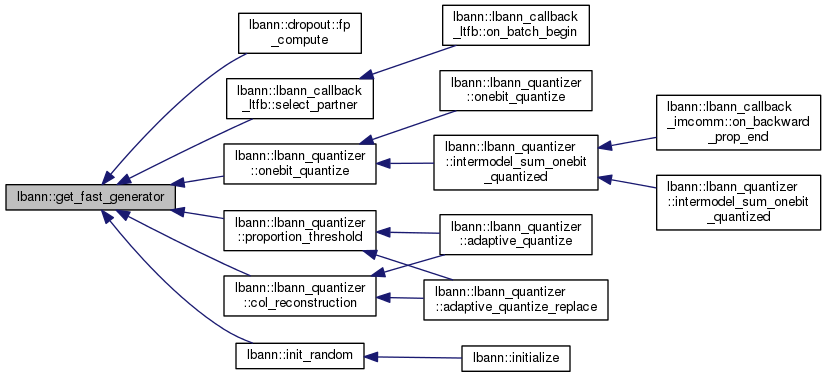 lbann::get_fast_generator
lbann::dropout::fp
_compute
lbann::lbann_callback
_ltfb::select_partner
lbann::lbann_quantizer
::onebit_quantize
lbann::lbann_quantizer
::proportion_threshold
lbann::lbann_quantizer
::col_reconstruction
lbann::init_random
lbann::lbann_callback
_ltfb::on_batch_begin
lbann::lbann_quantizer
::onebit_quantize
lbann::lbann_quantizer
::intermodel_sum_onebit
_quantized
lbann::lbann_quantizer
::adaptive_quantize
lbann::lbann_quantizer
::adaptive_quantize_replace
lbann::initialize
lbann::lbann_callback
_imcomm::on_backward
_prop_end
lbann::lbann_quantizer
::intermodel_sum_onebit
_quantized